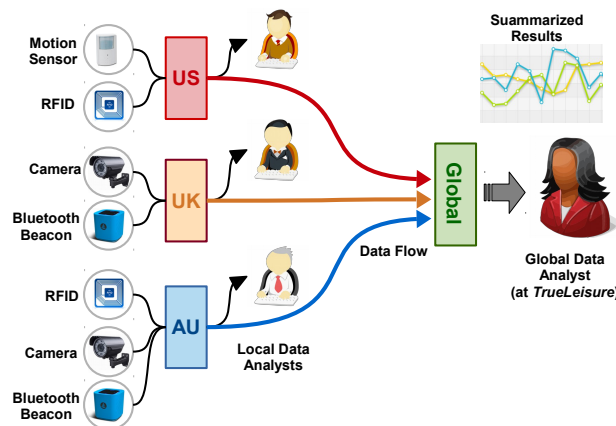 Motion
Sensor
RFID
US
Camera
Bluetooth
Beacon
UK
RFID
Camera
Bluetooth
Beacon
AU
Local Data
Analysts
Data Flow
Global
Suammarized
Results
Global Data
Analyst
(at TrueLeisure)